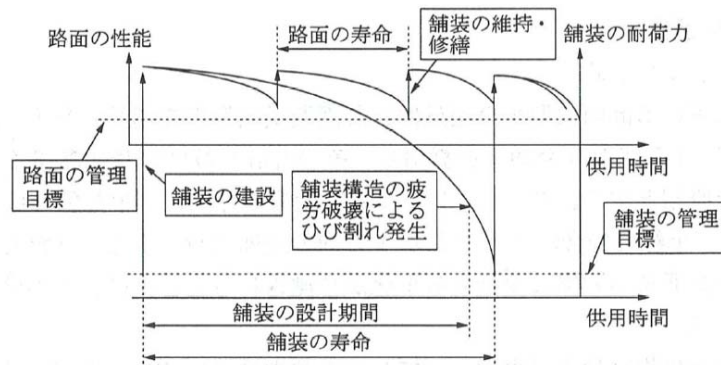 路面の性能
路面の寿命
舗装の維持・
修繕
舗装の耐荷力
供用時間
路面の管理
目標
舗装の建設
舗装構造の疲
労破壊による
ひび割れ発生
舗装の管理
目標
舗装の設計期間
供用時間
舗装の寿命